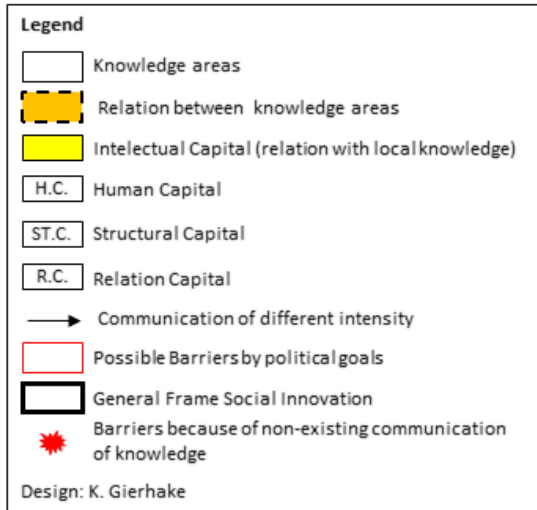 Legend
Knowledge areas
Relation between knowledge areas
Intelectual Capital (relation with local knowledge)
H.C. Human Capital
ST.C. Structural Capital
R.C. Relation Capital
Communication of different intensity
Possible Barriers by political goals
General Frame Social Innovation
Barriers because of non-existing communication
of knowledge
Design: K. Gierhake